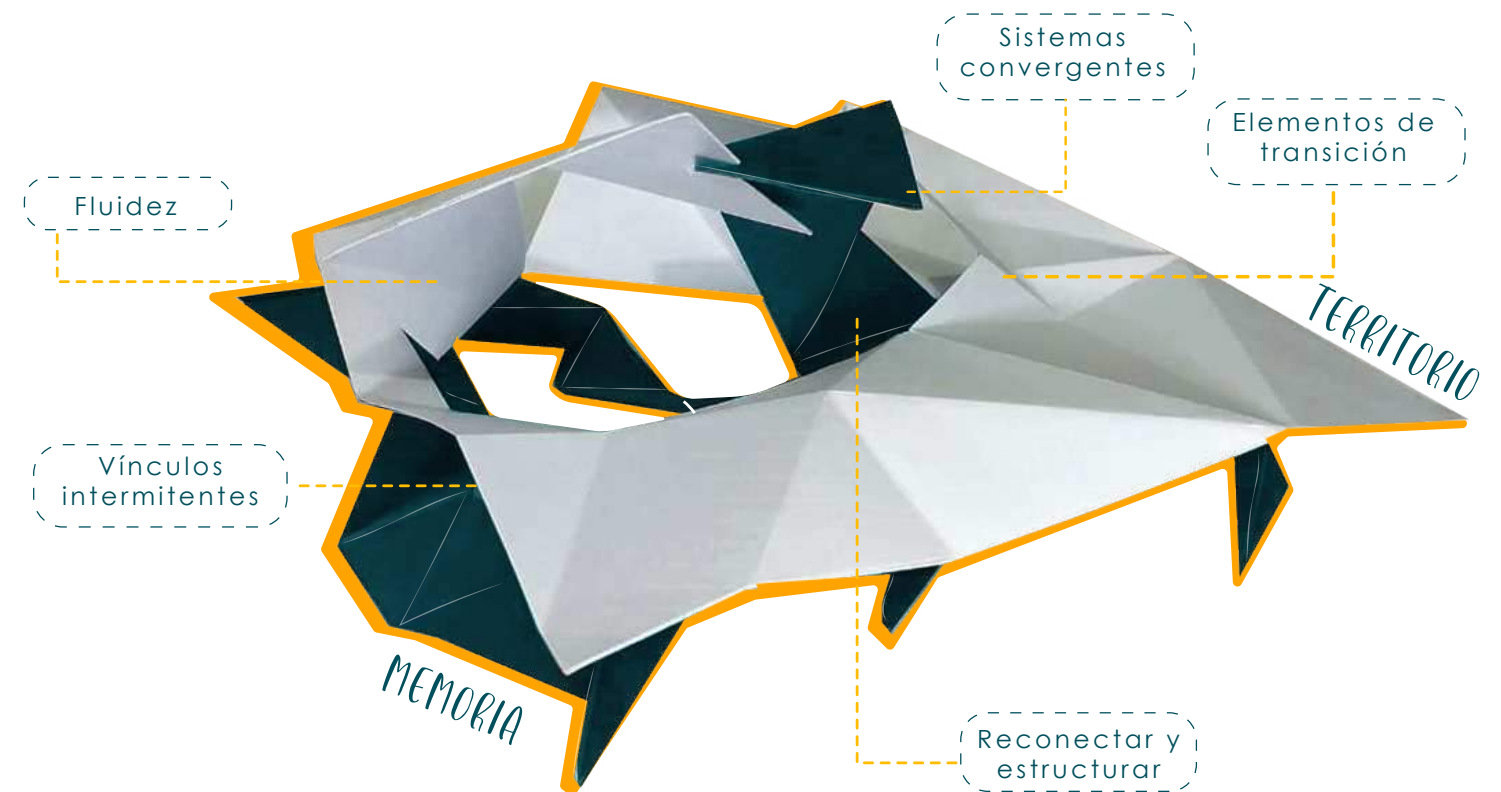 Sistemas
convergentes
Elementos de
transición
Fluidez
TERRITORIO
Vínculos
intermitentes
MEMORIA
Reconectar y
estructurar